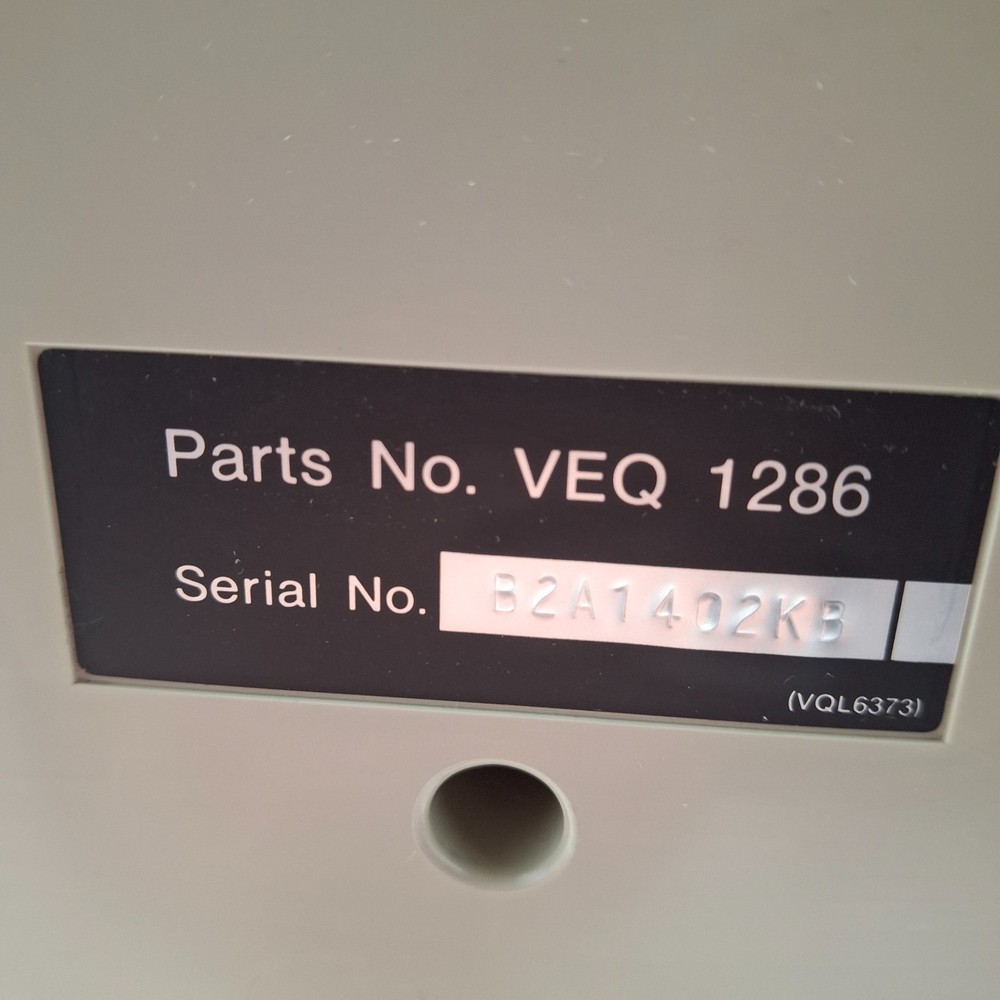 Parts No. VEQ 1286
Serial No. B2A1402KB
(VQL6373)